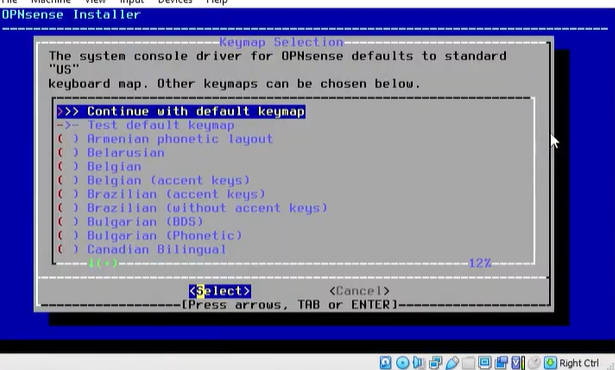 File Machine View Input Devices Help
OPNsense Installer
Keymap Selection
The system console driver for OPNsense defaults to standard
"US"
keyboard map. Other keymaps can be chosen below.
>>> Continue with default keymap
->- Test default keymap
( ) Armenian phonetic layout
( ) Belarusian
( ) Belgian
( ) Belgian (accent keys)
( ) Brazilian (accent keys)
( ) Brazilian (without accent keys)
( ) Bulgarian (BDS)
( ) Bulgarian (Phonetic)
( ) Canadian Bilingual
↓(+) 12%
<Select> <Cancel>
[Press arrows, TAB or ENTER]
Right Ctrl